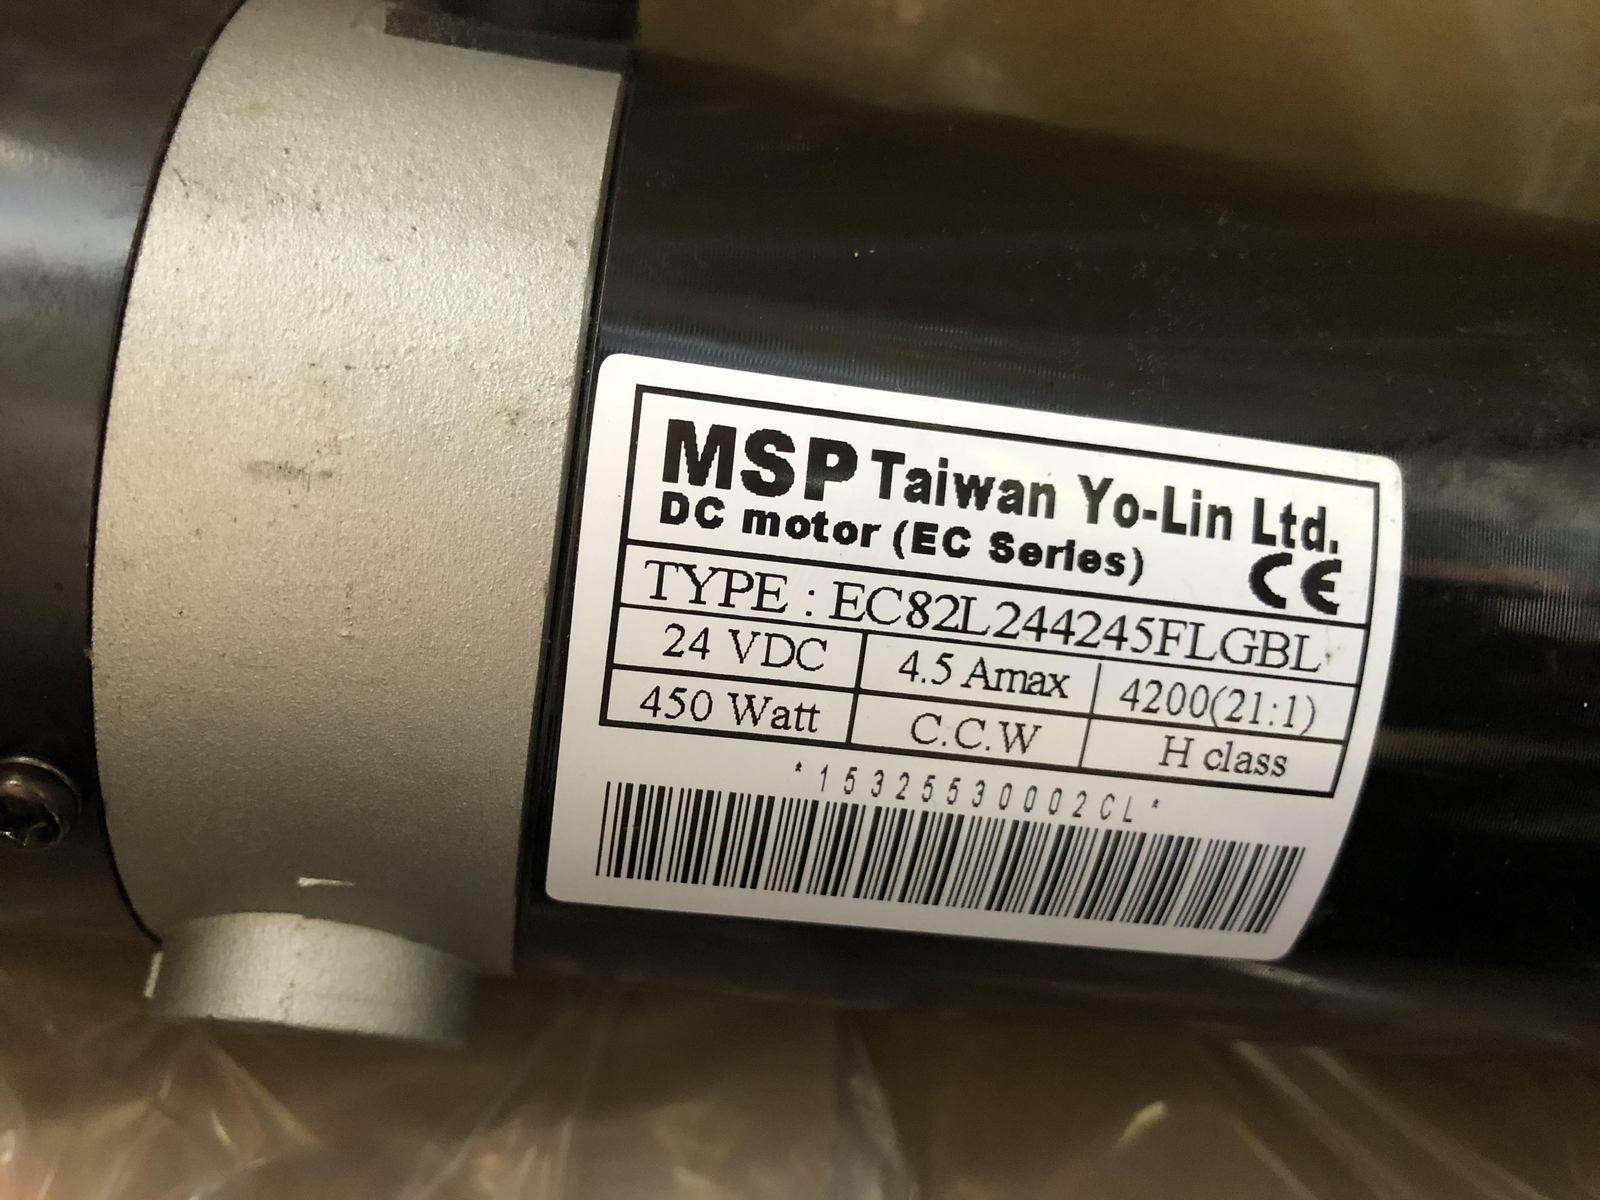 MSP Taiwan Yo-Lin Ltd.
DC motor (EC Series)
CE
TYPE : EC82L244245FLGBL
24 VDC 4.5 Amax 4200(21:1)
450 Watt C.C.W H class
*15325530002CL*